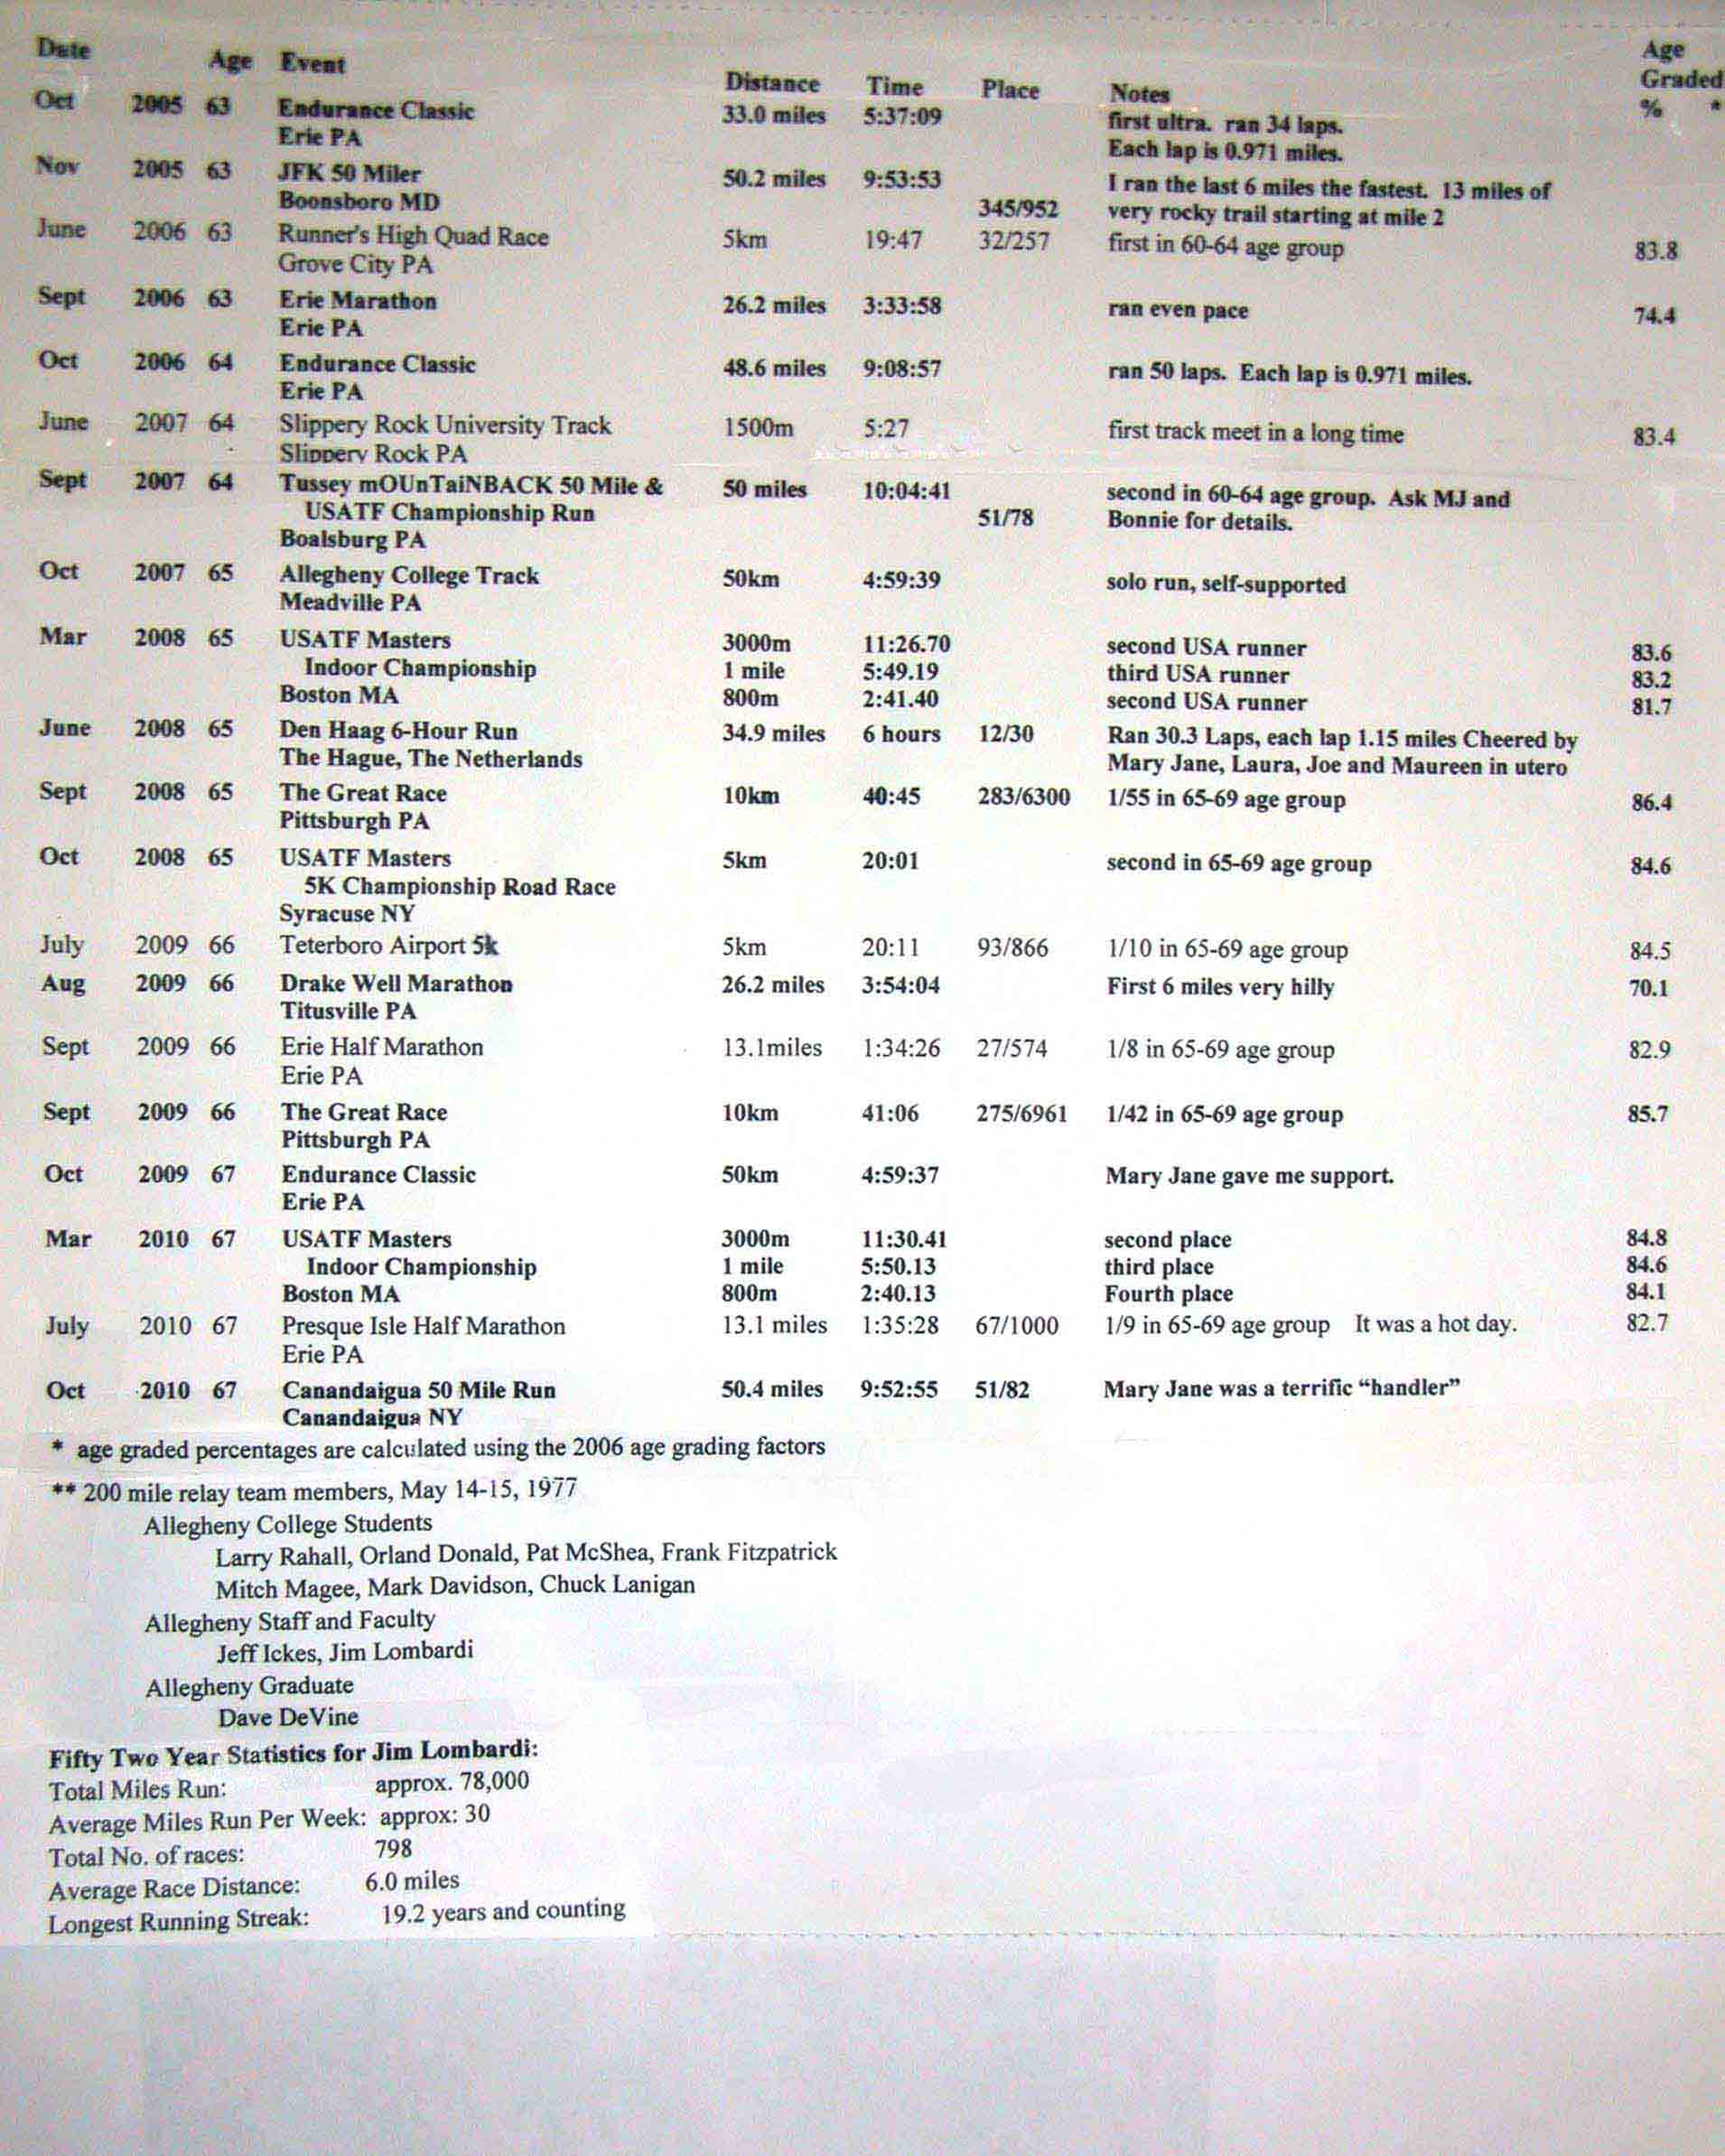 Date Age Event Distance Time Place Notes Age Graded % *
Oct 2005 63 Endurance Classic 33.0 miles 5:37:09 first ultra. ran 34 laps.
Erie PA Each lap is 0.971 miles.
Nov 2005 63 JFK 50 Miler 50.2 miles 9:53:53 I ran the last 6 miles the fastest. 13 miles of
Boonsboro MD 345/952 very rocky trail starting at mile 2
June 2006 63 Runner's High Quad Race 5km 19:47 32/257 first in 60-64 age group 83.8
Grove City PA
Sept 2006 63 Erie Marathon 26.2 miles 3:33:58 ran even pace 74.4
Erie PA
Oct 2006 64 Endurance Classic 48.6 miles 9:08:57 ran 50 laps. Each lap is 0.971 miles.
Erie PA
June 2007 64 Slippery Rock University Track 1500m 5:27 first track meet in a long time 83.4
Slippery Rock PA
Sept 2007 64 Tussey mOUnTaiNBACK 50 Mile & 50 miles 10:04:41 second in 60-64 age group. Ask MJ and
USATF Championship Run 51/78 Bonnie for details.
Boalsburg PA
Oct 2007 65 Allegheny College Track 50km 4:59:39 solo run, self-supported
Meadville PA
Mar 2008 65 USATF Masters 3000m 11:26.70 second USA runner 83.6
Indoor Championship 1 mile 5:49.19 third USA runner 83.2
Boston MA 800m 2:41.40 second USA runner 81.7
June 2008 65 Den Haag 6-Hour Run 34.9 miles 6 hours 12/30 Ran 30.3 Laps, each lap 1.15 miles Cheered by
The Hague, The Netherlands Mary Jane, Laura, Joe and Maureen in utero
Sept 2008 65 The Great Race 10km 40:45 283/6300 1/55 in 65-69 age group 86.4
Pittsburgh PA
Oct 2008 65 USATF Masters 5km 20:01 second in 65-69 age group 84.6
5K Championship Road Race
Syracuse NY
July 2009 66 Teterboro Airport 5k 5km 20:11 93/866 1/10 in 65-69 age group 84.5
Aug 2009 66 Drake Well Marathon 26.2 miles 3:54:04 First 6 miles very hilly 70.1
Titusville PA
Sept 2009 66 Erie Half Marathon 13.1miles 1:34:26 27/574 1/8 in 65-69 age group 82.9
Erie PA
Sept 2009 66 The Great Race 10km 41:06 275/6961 1/42 in 65-69 age group 85.7
Pittsburgh PA
Oct 2009 67 Endurance Classic 50km 4:59:37 Mary Jane gave me support.
Erie PA
Mar 2010 67 USATF Masters 3000m 11:30.41 second place 84.8
Indoor Championship 1 mile 5:50.13 third place 84.6
Boston MA 800m 2:40.13 Fourth place 84.1
July 2010 67 Presque Isle Half Marathon 13.1 miles 1:35:28 67/1000 1/9 in 65-69 age group It was a hot day. 82.7
Erie PA
Oct 2010 67 Canandaigua 50 Mile Run 50.4 miles 9:52:55 51/82 Mary Jane was a terrific “handler”
Canandaigua NY
* age graded percentages are calculated using the 2006 age grading factors
** 200 mile relay team members, May 14-15, 1977
Allegheny College Students
Larry Rahall, Orland Donald, Pat McShea, Frank Fitzpatrick
Mitch Magee, Mark Davidson, Chuck Lanigan
Allegheny Staff and Faculty
Jeff Ickes, Jim Lombardi
Allegheny Graduate
Dave DeVine
Fifty Two Year Statistics for Jim Lombardi:
Total Miles Run: approx. 78,000
Average Miles Run Per Week: approx: 30
Total No. of races: 798
Average Race Distance: 6.0 miles
Longest Running Streak: 19.2 years and counting